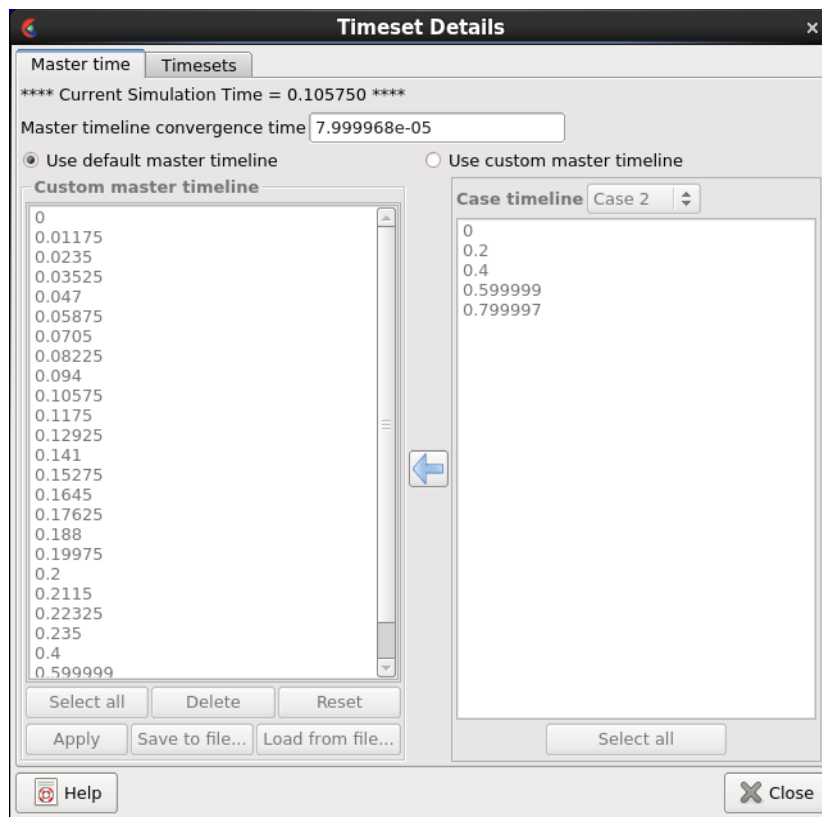 Timeset Details
Master time
Timesets
**** Current Simulation Time = 0.105750 ****
Master timeline convergence time 7.999968e-05
Use default master timeline
Use custom master timeline
Custom master timeline
0
0.01175
0.0235
0.03525
0.047
0.05875
0.0705
0.08225
0.094
0.10575
0.1175
0.12925
0.141
0.15275
0.1645
0.17625
0.188
0.19975
0.2
0.2115
0.22325
0.235
0.4
0.599999
Select all
Delete
Reset
Apply
Save to file...
Load from file...
Case timeline Case 2
0
0.2
0.4
0.599999
0.799997
Select all
Help
Close